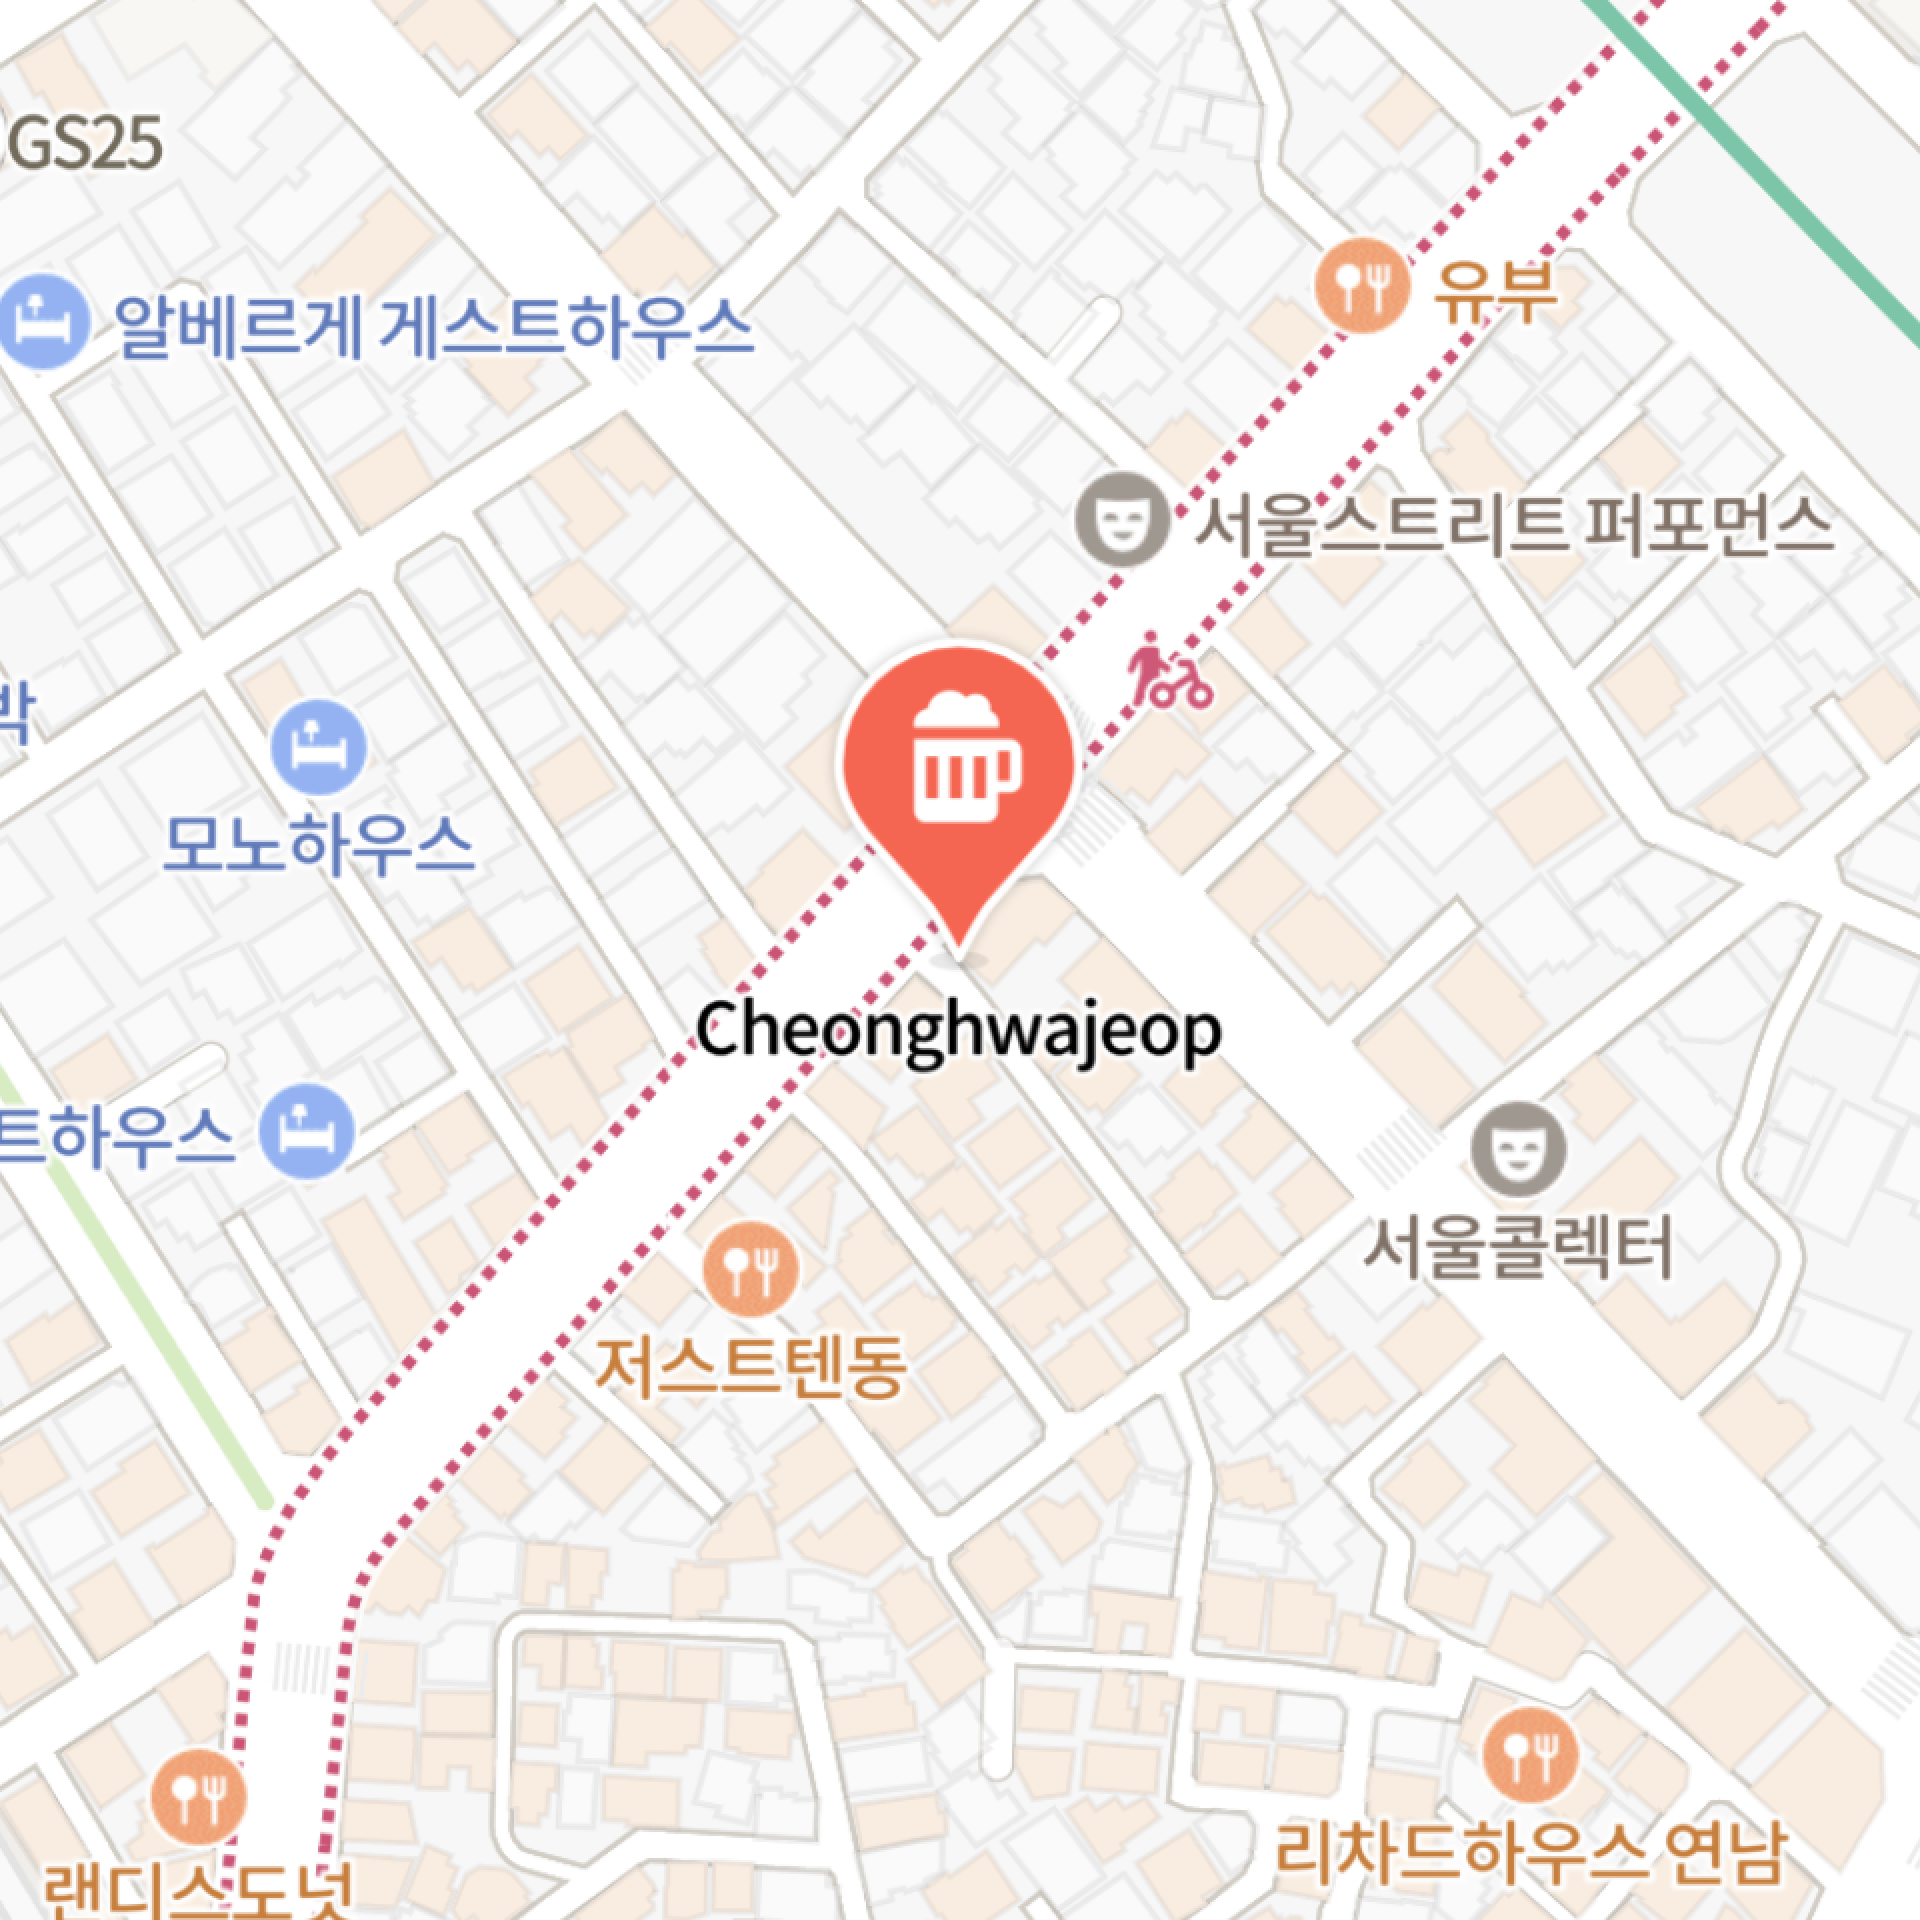 GS25
유부
알베르게 게스트하우스
서울스트리트 퍼포먼스
박
모노하우스
Cheonghwajeop
트하우스
서울콜렉터
저스트텐동
리차드하우스 연남
랜디스도넛